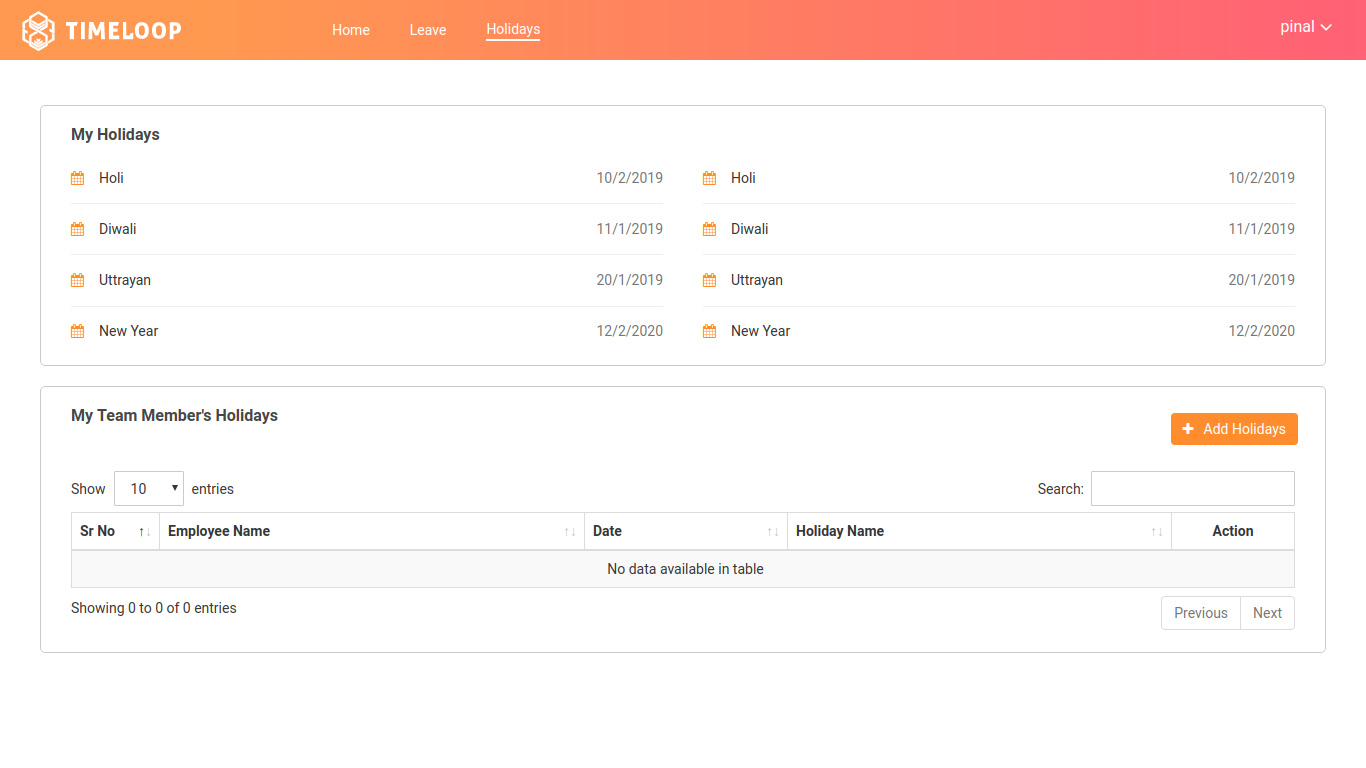 TIMELOOP Home Leave Holidays pinal
My Holidays
Holi 10/2/2019 Holi 10/2/2019
Diwali 11/1/2019 Diwali 11/1/2019
Uttrayan 20/1/2019 Uttrayan 20/1/2019
New Year 12/2/2020 New Year 12/2/2020
My Team Member's Holidays
Add Holidays
Show 10 entries Search:
Sr No Employee Name Date Holiday Name Action
No data available in table
Showing 0 to 0 of 0 entries
Previous Next